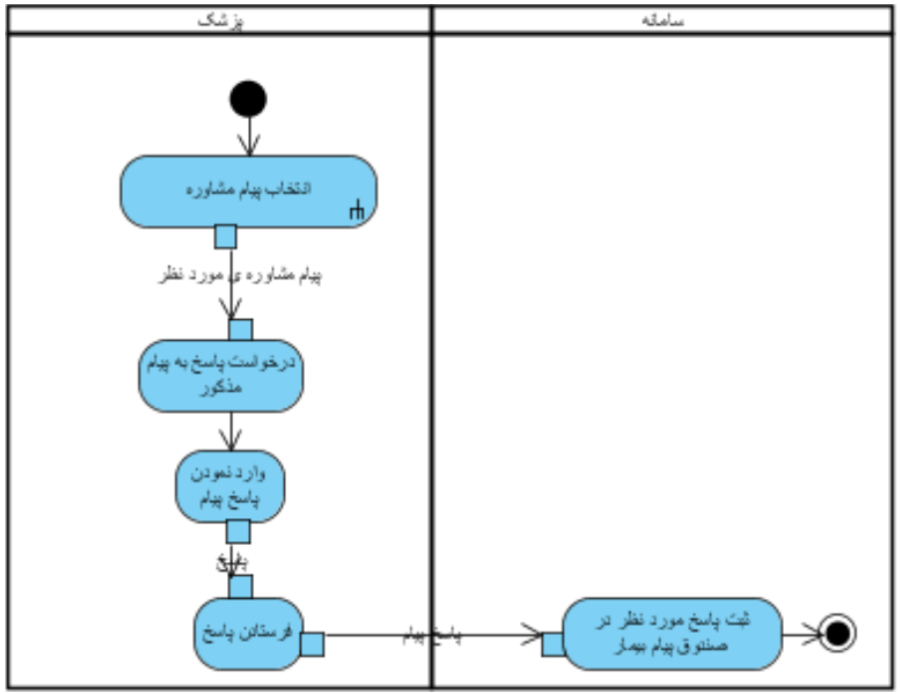 پزشک
سامانه
انتخاب پیام مشاوره
پیام مشاوره ی مورد نظر
درخواست پاسخ به پیام
مذکور
وارد نمودن
پاسخ پیام
پاسخ
فرستادن پاسخ
پاسخ پیام
ثبت پاسخ مورد نظر در
صندوق پیام بیمار